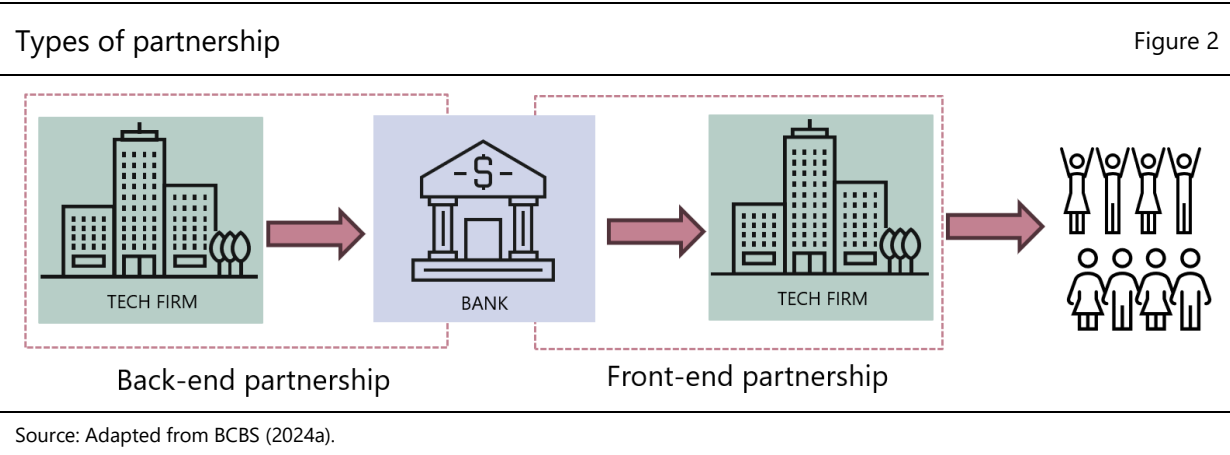 Types of partnership
Figure 2
-$-
TECH FIRM
BANK
TECH FIRM
Back-end partnership
Front-end partnership
Source: Adapted from BCBS (2024a).